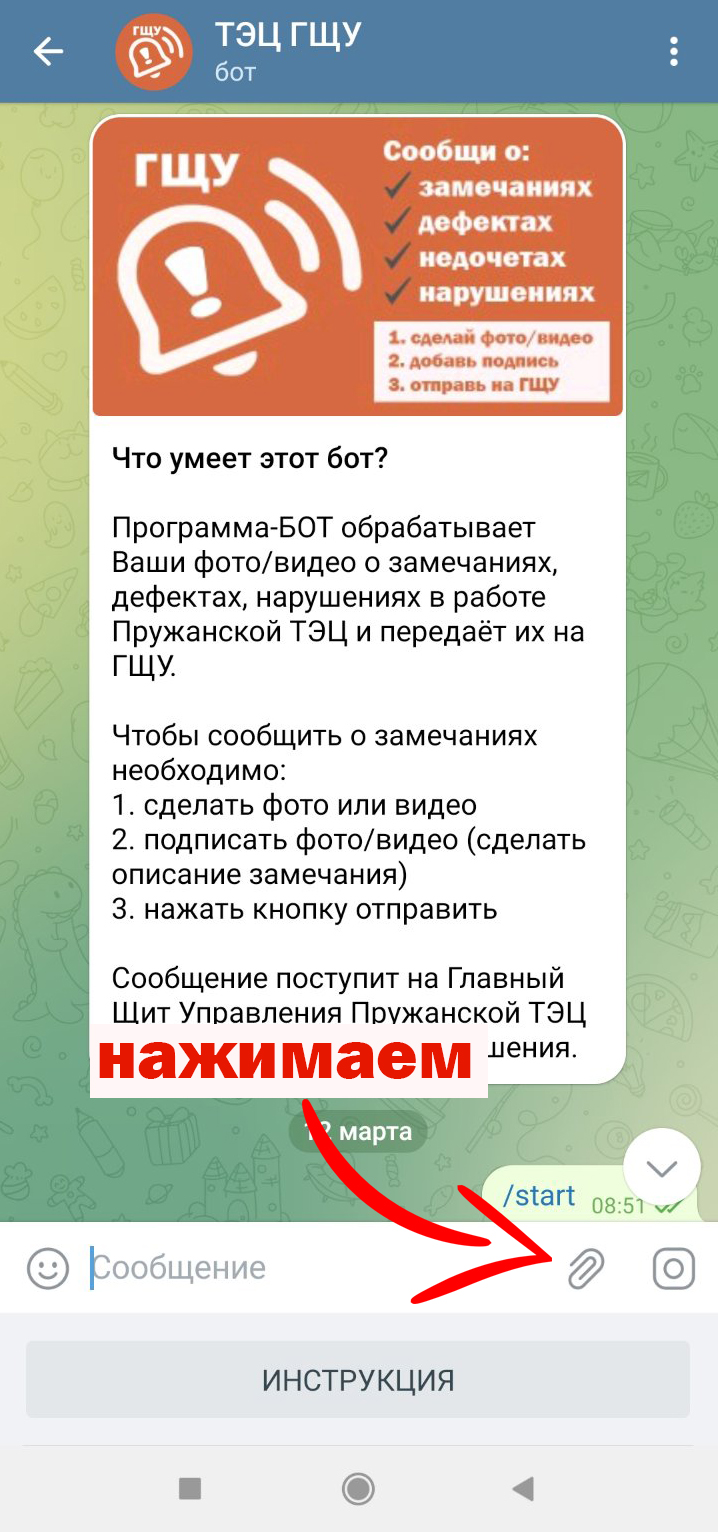 ГЩУ
ТЭЦ ГЩУ
бот
ГЩУ
Сообщи о:
замечаниях
дефектах
недочетах
нарушениях
1. сделай фото/видео
2. добавь подпись
3. отправь на ГЩУ
Что умеет этот бот?
Программа-БОТ обрабатывает
Ваши фото/видео о замечаниях,
дефектах, нарушениях в работе
Пружанской ТЭЦ и передаёт их на
ГЩУ.
Чтобы сообщить о замечаниях
необходимо:
1. сделать фото или видео
2. подписать фото/видео (сделать
описание замечания)
3. нажать кнопку отправить
Сообщение поступит на Главный
Щит Управления Пружанской ТЭЦ
нажимаем
шения.
марта
/start
08:51
Сообщение
ИНСТРУКЦИЯ